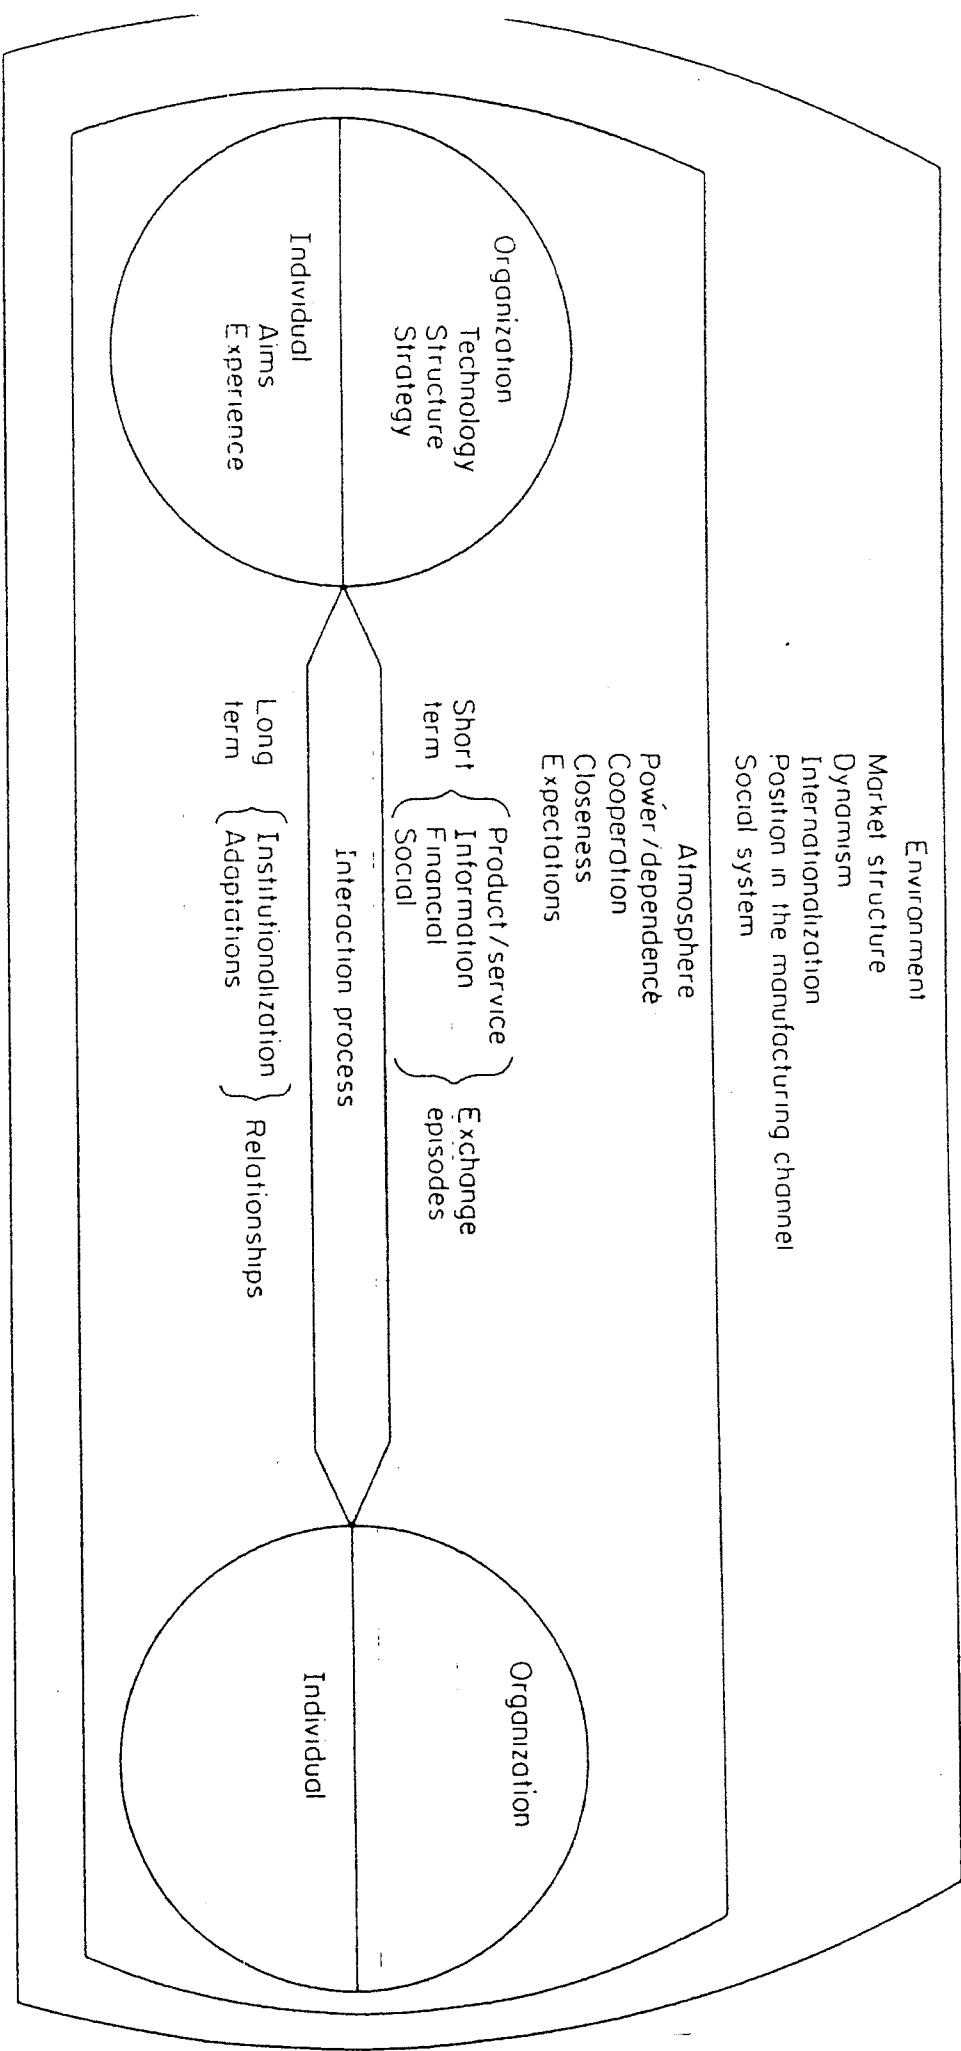 Environment
Market structure
Dynamism
Internationalization
Position in the manufacturing channel
Social system
Atmosphere
Power/dependence
Cooperation
Closeness
Expectations
Organization
Technology
Structure
Strategy
Individual
Aims
Experience
Short
term
Product/service
Information
Financial
Social
Exchange
episodes
Interaction process
Long
term
Institutionalization
Adaptations
Relationships
Organization
Individual